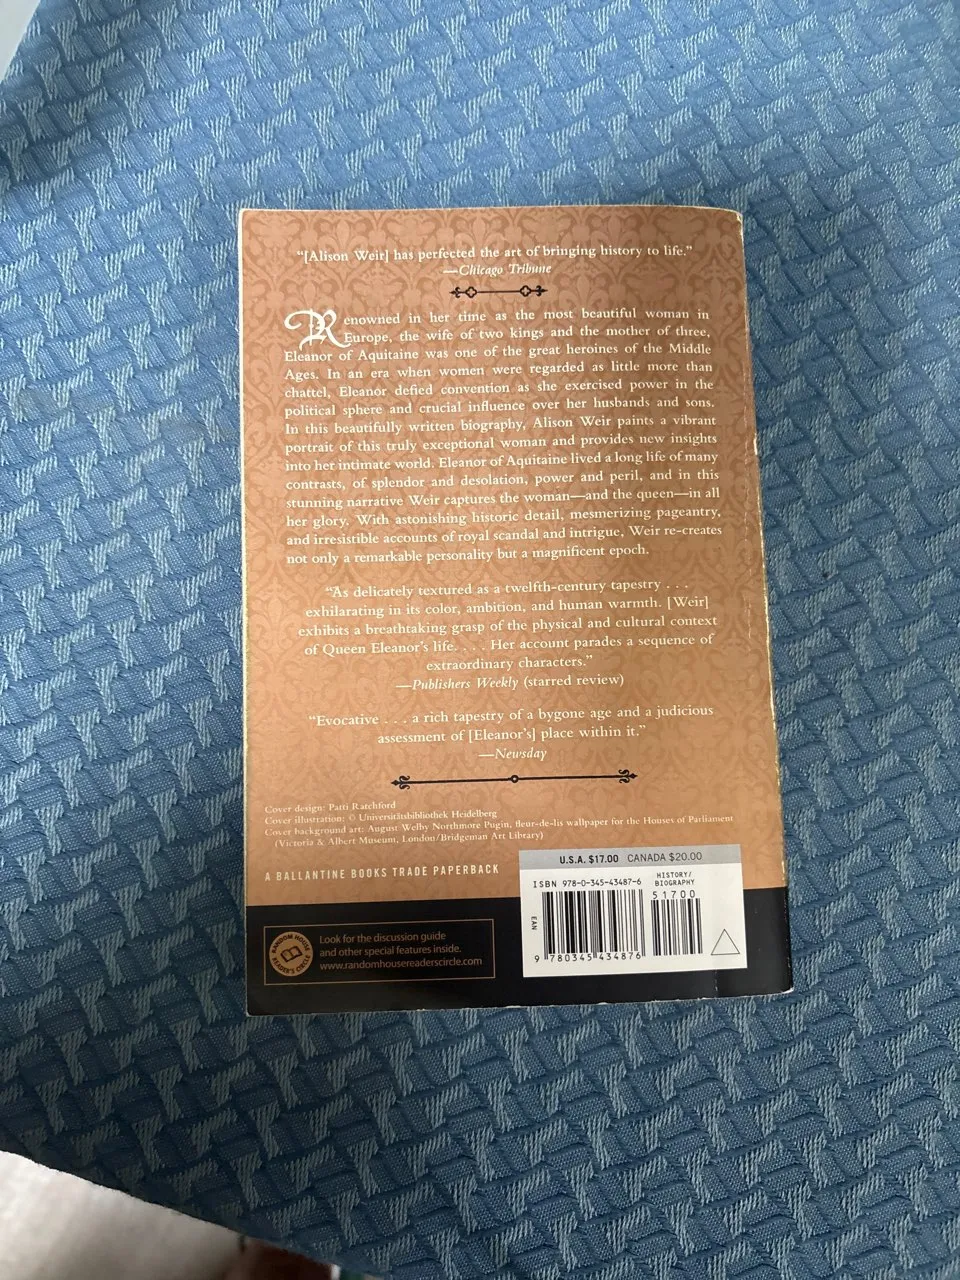 “[Alison Weir] has perfected the art of bringing history to life.”
—Chicago Tribune
Renowned in her time as the most beautiful woman in
Europe, the wife of two kings and the mother of three,
Eleanor of Aquitaine was one of the great heroines of the Middle
Ages. In an era when women were regarded as little more than
chattel, Eleanor defied convention as she exercised power in the
political sphere and crucial influence over her husbands and sons.
In this beautifully written biography, Alison Weir paints a vibrant
portrait of this truly exceptional woman and provides new insights
into her intimate world. Eleanor of Aquitaine lived a long life of many
contrasts, of splendor and desolation, power and peril, and in this
stunning narrative Weir captures the woman—and the queen—in all
her glory. With astonishing historic detail, mesmerizing pageantry,
and irresistible accounts of royal scandal and intrigue, Weir re-creates
not only a remarkable personality but a magnificent epoch.
“As delicately textured as a twelfth-century tapestry . . .
exhilarating in its color, ambition, and human warmth. [Weir]
exhibits a breathtaking grasp of the physical and cultural context
of Queen Eleanor’s life. . . . Her account parades a sequence of
extraordinary characters.”
—Publishers Weekly (starred review)
“Evocative . . . a rich tapestry of a bygone age and a judicious
assessment of [Eleanor’s] place within it.”
—Newsday
Cover design: Patti Ratchford
Cover illustration: © Universitätsbibliothek Heidelberg
Cover background art: August Welby Northmore Pugin, fleur-de-lis wallpaper for the Houses of Parliament
(Victoria & Albert Museum, London/Bridgeman Art Library)
A BALLANTINE BOOKS TRADE PAPERBACK
U.S.A. $17.00 CANADA $20.00
ISBN 978-0-345-43487-6
HISTORY/
BIOGRAPHY
51700
EAN
9 780345 434876
RANDOM HOUSE
READER'S CIRCLE
Look for the discussion guide
and other special features inside.
www.randomhousereaderscircle.com